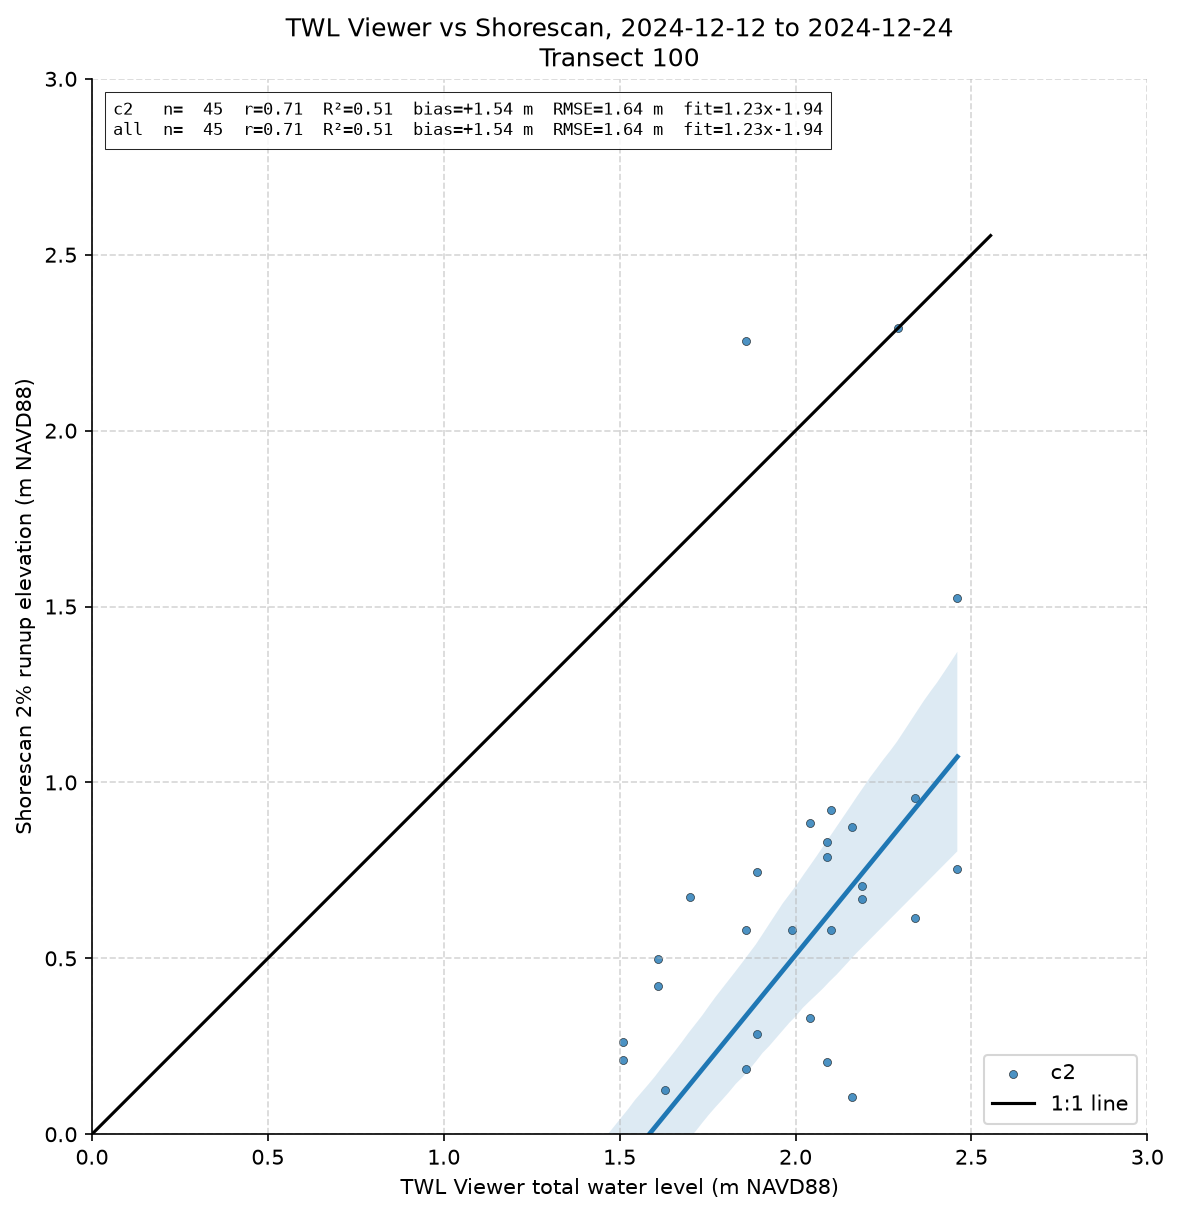 TWL Viewer vs Shorescan, 2024-12-12 to 2024-12-24
Transect 100
c2   n=  45  r=0.71  R²=0.51  bias=+1.54 m  RMSE=1.64 m  fit=1.23x-1.94
all  n=  45  r=0.71  R²=0.51  bias=+1.54 m  RMSE=1.64 m  fit=1.23x-1.94
Shorescan 2% runup elevation (m NAVD88)
3.0
2.5
2.0
1.5
1.0
0.5
0.0
c2
1:1 line
0.0 0.5 1.0 1.5 2.0 2.5 3.0
TWL Viewer total water level (m NAVD88)